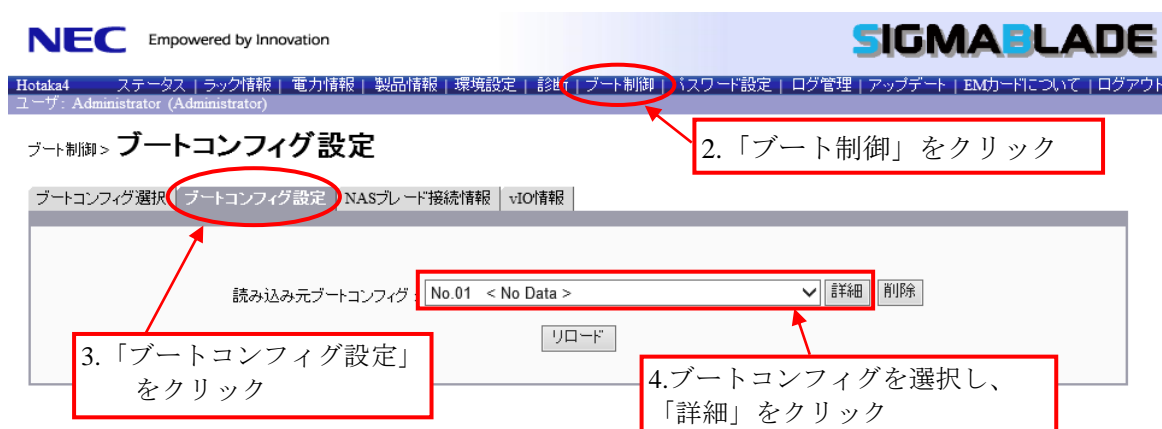 NEC Empowered by Innovation SIGMABLADE
Hotaka4 ステータス | ラック情報 | 電力情報 | 製品情報 | 環境設定 | 診断 | ブート制御 | パスワード設定 | ログ管理 | アップデート | EMカードについて | ログアウト
ユーザ: Administrator (Administrator)
ブート制御> ブートコンフィグ設定
2.「ブート制御」をクリック
ブートコンフィグ選択 ブートコンフィグ設定 NASブレード接続情報 vIO情報
読み込み元ブートコンフィグ : No.01 < No Data > 詳細 削除
リロード
3.「ブートコンフィグ設定」
をクリック
4.ブートコンフィグを選択し、
「詳細」をクリック